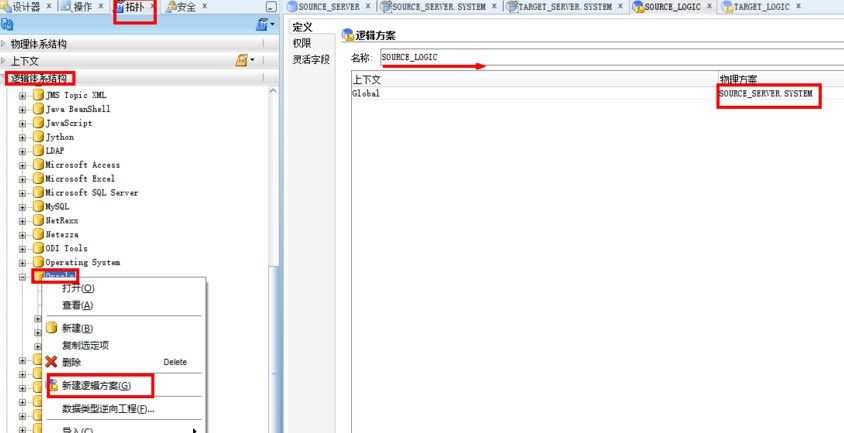 设计器 操作 拓扑 安全
物理体系结构
上下文
逻辑体系结构
JMS Topic XML
Java BeanShell
JavaScript
Jython
LDAP
Microsoft Access
Microsoft Excel
Microsoft SQL Server
MySQL
NetRexx
Netezza
ODI Tools
Operating System
Oracle
打开(O)
查看(A)
新建(B)
复制选定项
删除 Delete
新建逻辑方案(G)
数据类型逆向工程(F)...
导入(C)
SOURCE_SERVER SOURCE_SERVER.SYSTEM TARGET_SERVER.SYSTEM SOURCE_LOGIC TARGET_LOGIC
定义
权限
灵活字段
逻辑方案
名称: SOURCE_LOGIC
上下文 物理方案
Global SOURCE_SERVER.SYSTEM